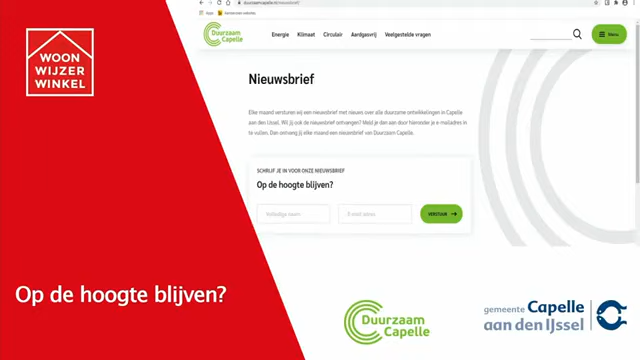 duurzaamcapelle.nl/nieuwsbrief/
Apps
WOON
WIJZER
WINKEL
Duurzaam
Capelle
Energie Klimaat Circulair Aardgasvrij Veelgestelde vragen
Menu
Nieuwsbrief
Elke maand versturen wij een nieuwsbrief met nieuws over alle duurzame ontwikkelingen in Capelle
aan den IJssel. Wil jij ook de nieuwsbrief ontvangen? Meld je dan aan door hieronder je e-mailadres in
te vullen. Dan ontvang jij elke maand een nieuwsbrief van Duurzaam Capelle.
SCHRIJF JE IN VOOR ONZE NIEUWSBRIEF
Op de hoogte blijven?
Volledige naam E-mail adres VERSTUUR
Op de hoogte blijven?
Duurzaam
Capelle
gemeente Capelle
aan den IJssel